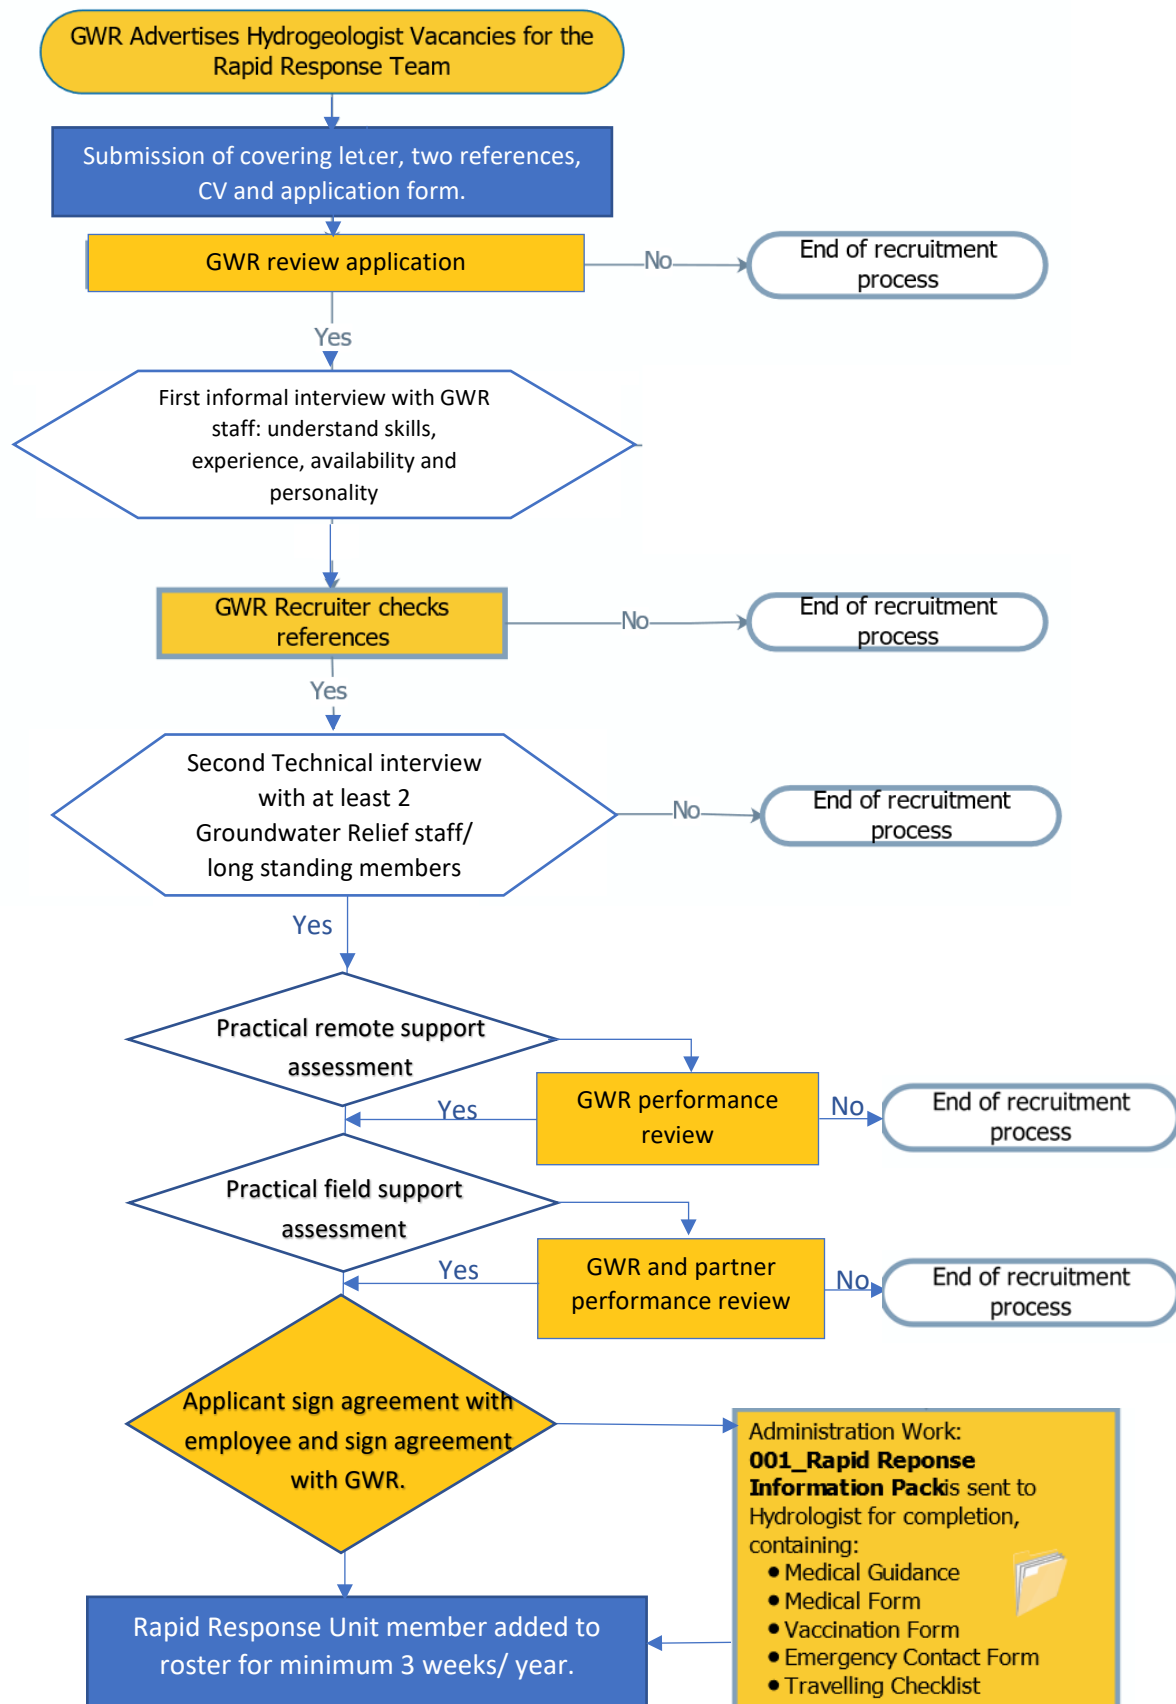 GWR Advertises Hydrogeologist Vacancies for the
Rapid Response Team
Submission of covering letter, two references,
CV and application form.
GWR review application
No
End of recruitment
process
Yes
First informal interview with GWR
staff: understand skills,
experience, availability and
personality
GWR Recruiter checks
references
No
End of recruitment
process
Yes
Second Technical interview
with at least 2
Groundwater Relief staff/
long standing members
No
End of recruitment
process
Yes
Practical remote support
assessment
GWR performance
review
Yes
No
End of recruitment
process
Practical field support
assessment
GWR and partner
performance review
Yes
No
End of recruitment
process
Applicant sign agreement with
employee and sign agreement
with GWR.
Administration Work:
001_Rapid Reponse
Information Packis sent to
Hydrologist for completion,
containing:
• Medical Guidance
• Medical Form
• Vaccination Form
• Emergency Contact Form
• Travelling Checklist
Rapid Response Unit member added to
roster for minimum 3 weeks/ year.